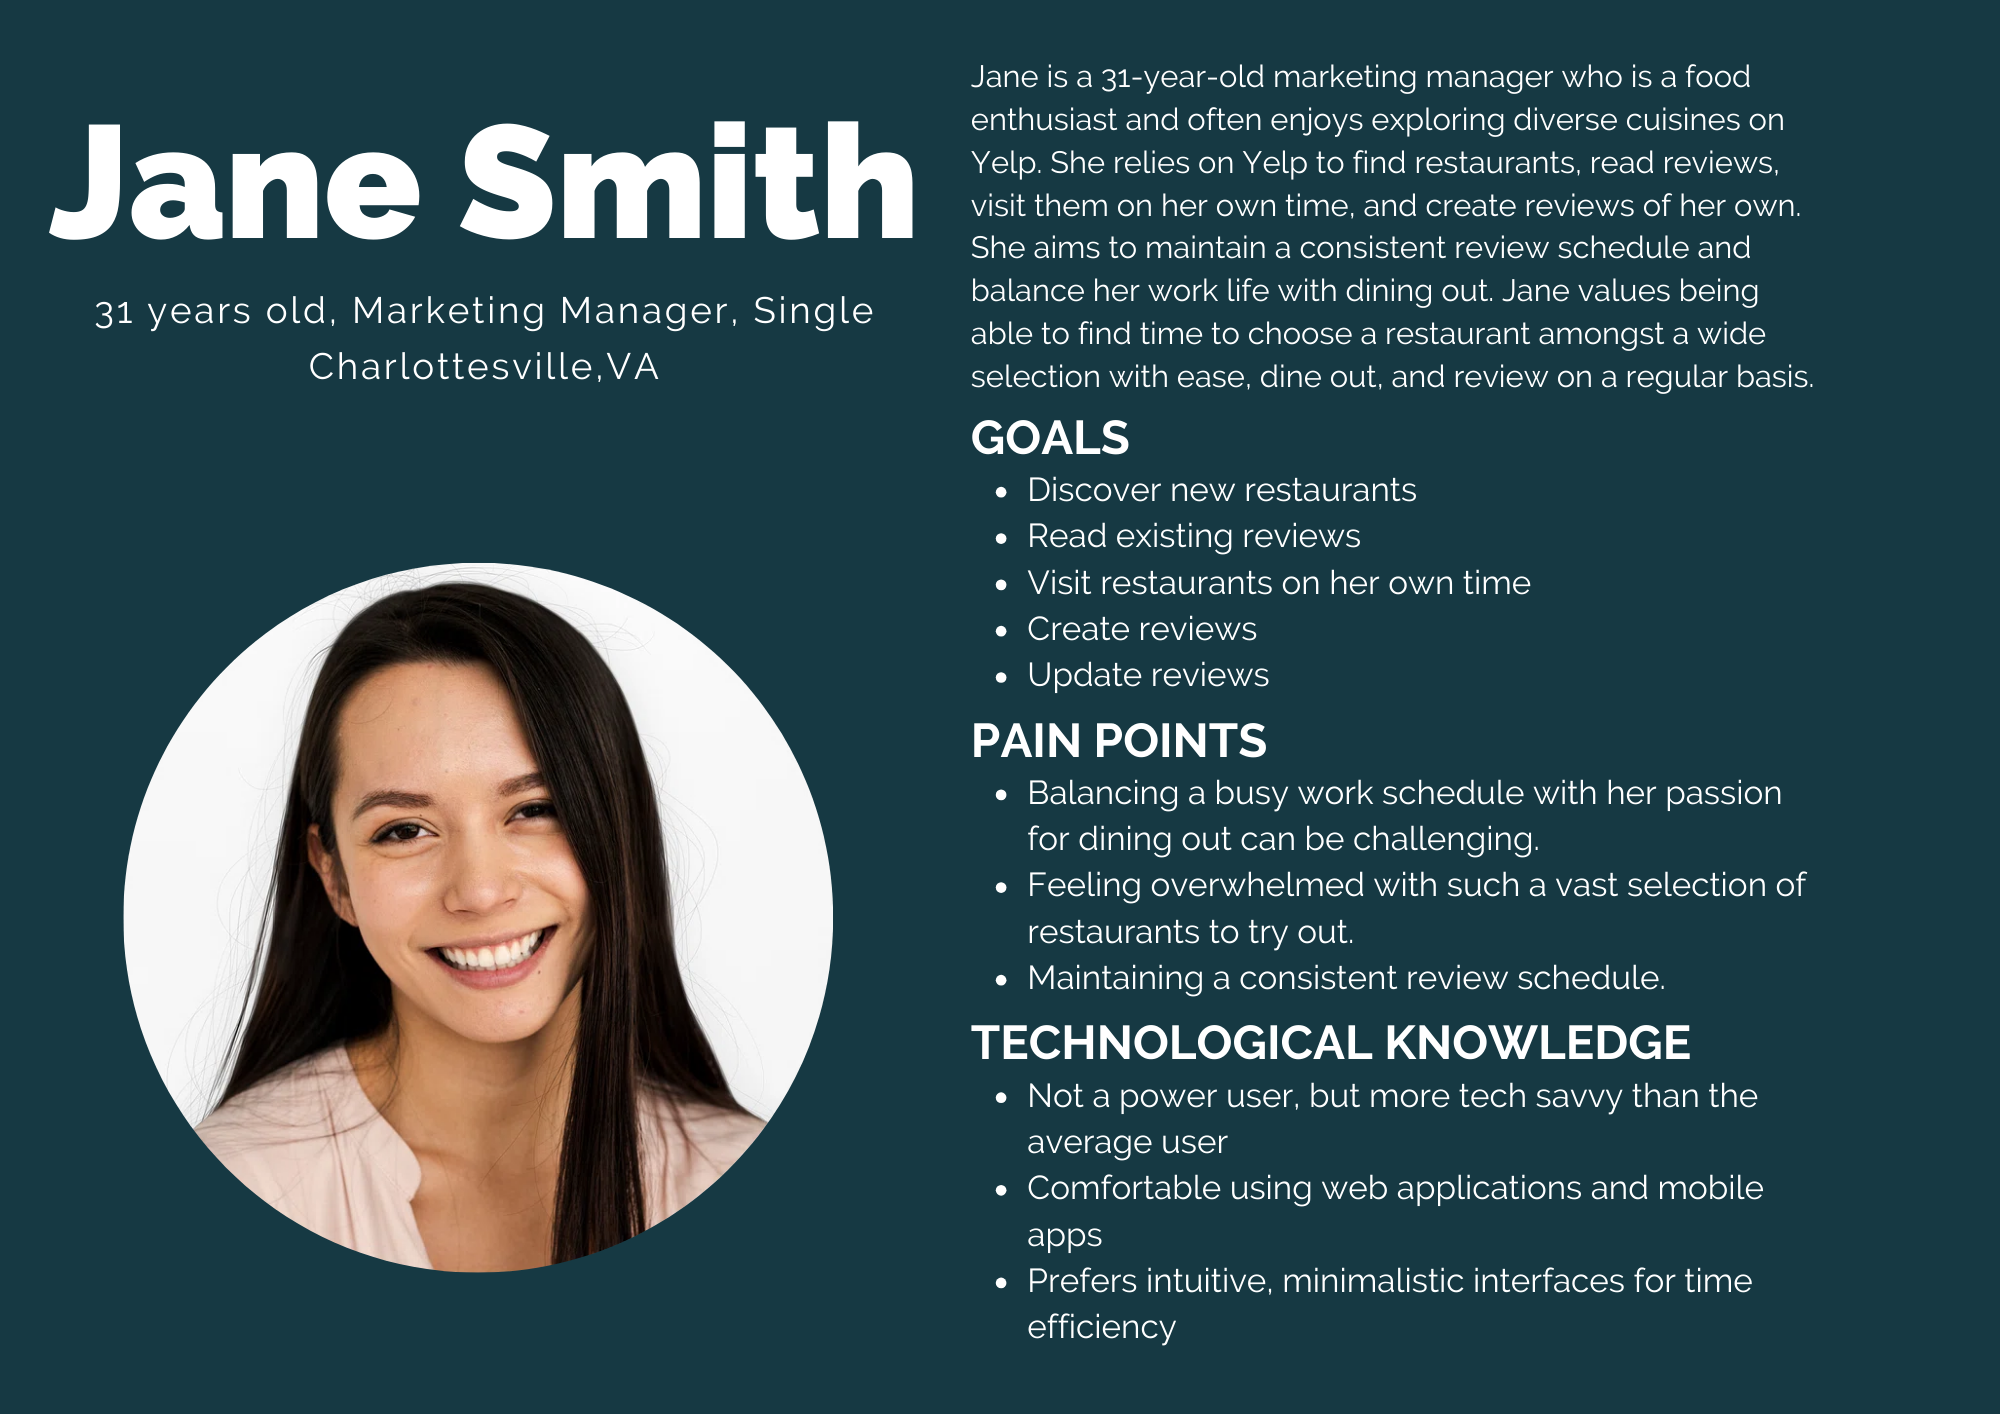 Jane Smith
31 years old, Marketing Manager, Single
Charlottesville,VA
Jane is a 31-year-old marketing manager who is a food
enthusiast and often enjoys exploring diverse cuisines on
Yelp. She relies on Yelp to find restaurants, read reviews,
visit them on her own time, and create reviews of her own.
She aims to maintain a consistent review schedule and
balance her work life with dining out. Jane values being
able to find time to choose a restaurant amongst a wide
selection with ease, dine out, and review on a regular basis.
GOALS
• Discover new restaurants
• Read existing reviews
• Visit restaurants on her own time
• Create reviews
• Update reviews
PAIN POINTS
• Balancing a busy work schedule with her passion
for dining out can be challenging.
• Feeling overwhelmed with such a vast selection of
restaurants to try out.
• Maintaining a consistent review schedule.
TECHNOLOGICAL KNOWLEDGE
• Not a power user, but more tech savvy than the
average user
• Comfortable using web applications and mobile
apps
• Prefers intuitive, minimalistic interfaces for time
efficiency